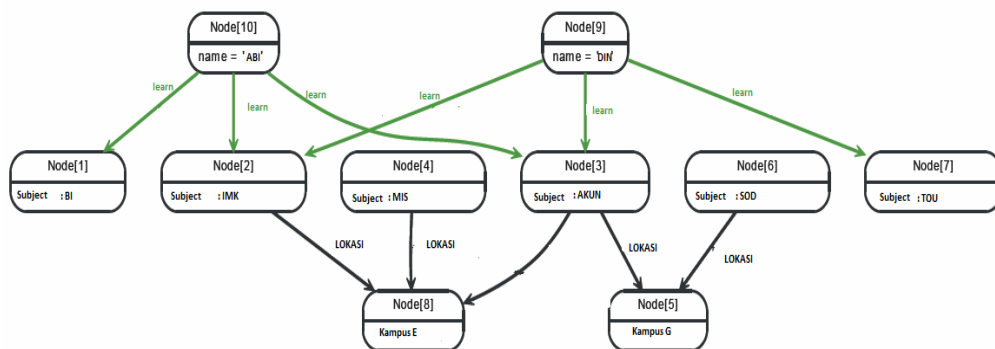 Node[10]
name = 'ABI'
Node[9]
name = 'DIN'
learn
learn
learn
learn
learn
learn
Node[1]
Subject : BI
Node[2]
Subject : IMK
Node[4]
Subject : MIS
Node[3]
Subject : AKUN
Node[6]
Subject : SOD
Node[7]
Subject : TOU
LOKASI
LOKASI
LOKASI
LOKASI
Node[8]
Kampus E
Node[5]
Kampus G